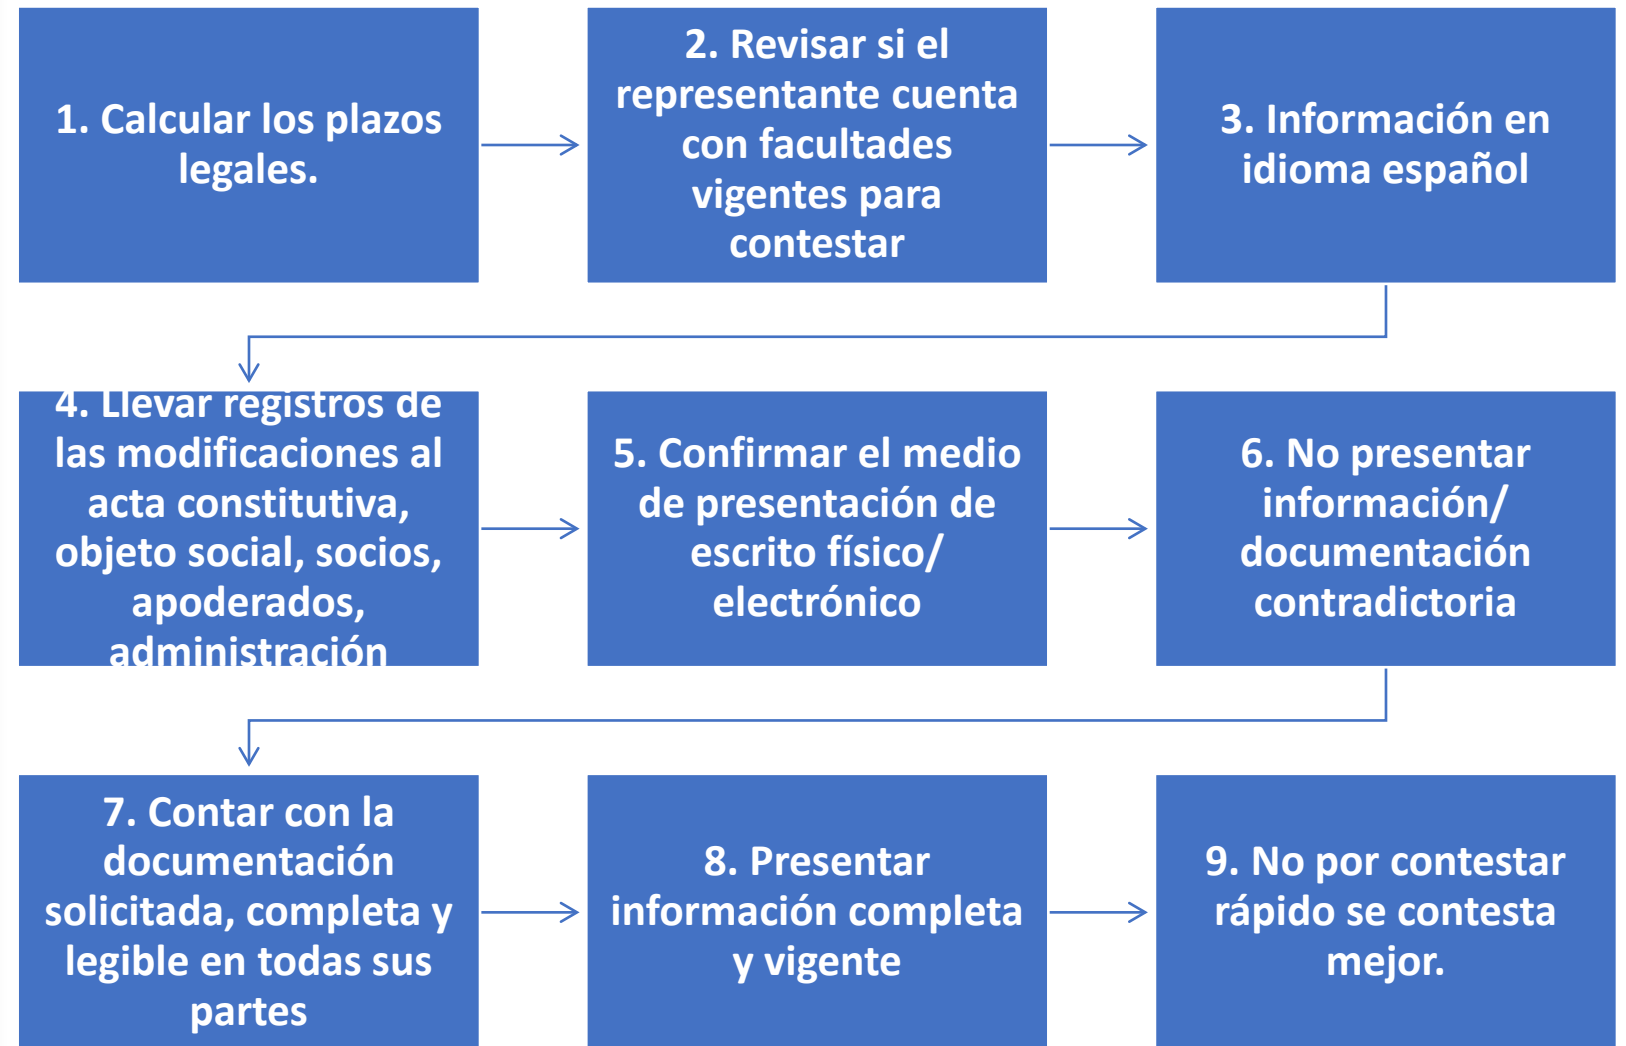 1. Calcular los plazos
legales.
2. Revisar si el
representante cuenta
con facultades
vigentes para
contestar
3. Información en
idioma español
4. Llevar registros de
las modificaciones al
acta constitutiva,
objeto social, socios,
apoderados,
administración
5. Confirmar el medio
de presentación de
escrito físico/
electrónico
6. No presentar
información/
documentación
contradictoria
7. Contar con la
documentación
solicitada, completa y
legible en todas sus
partes
8. Presentar
información completa
y vigente
9. No por contestar
rápido se contesta
mejor.